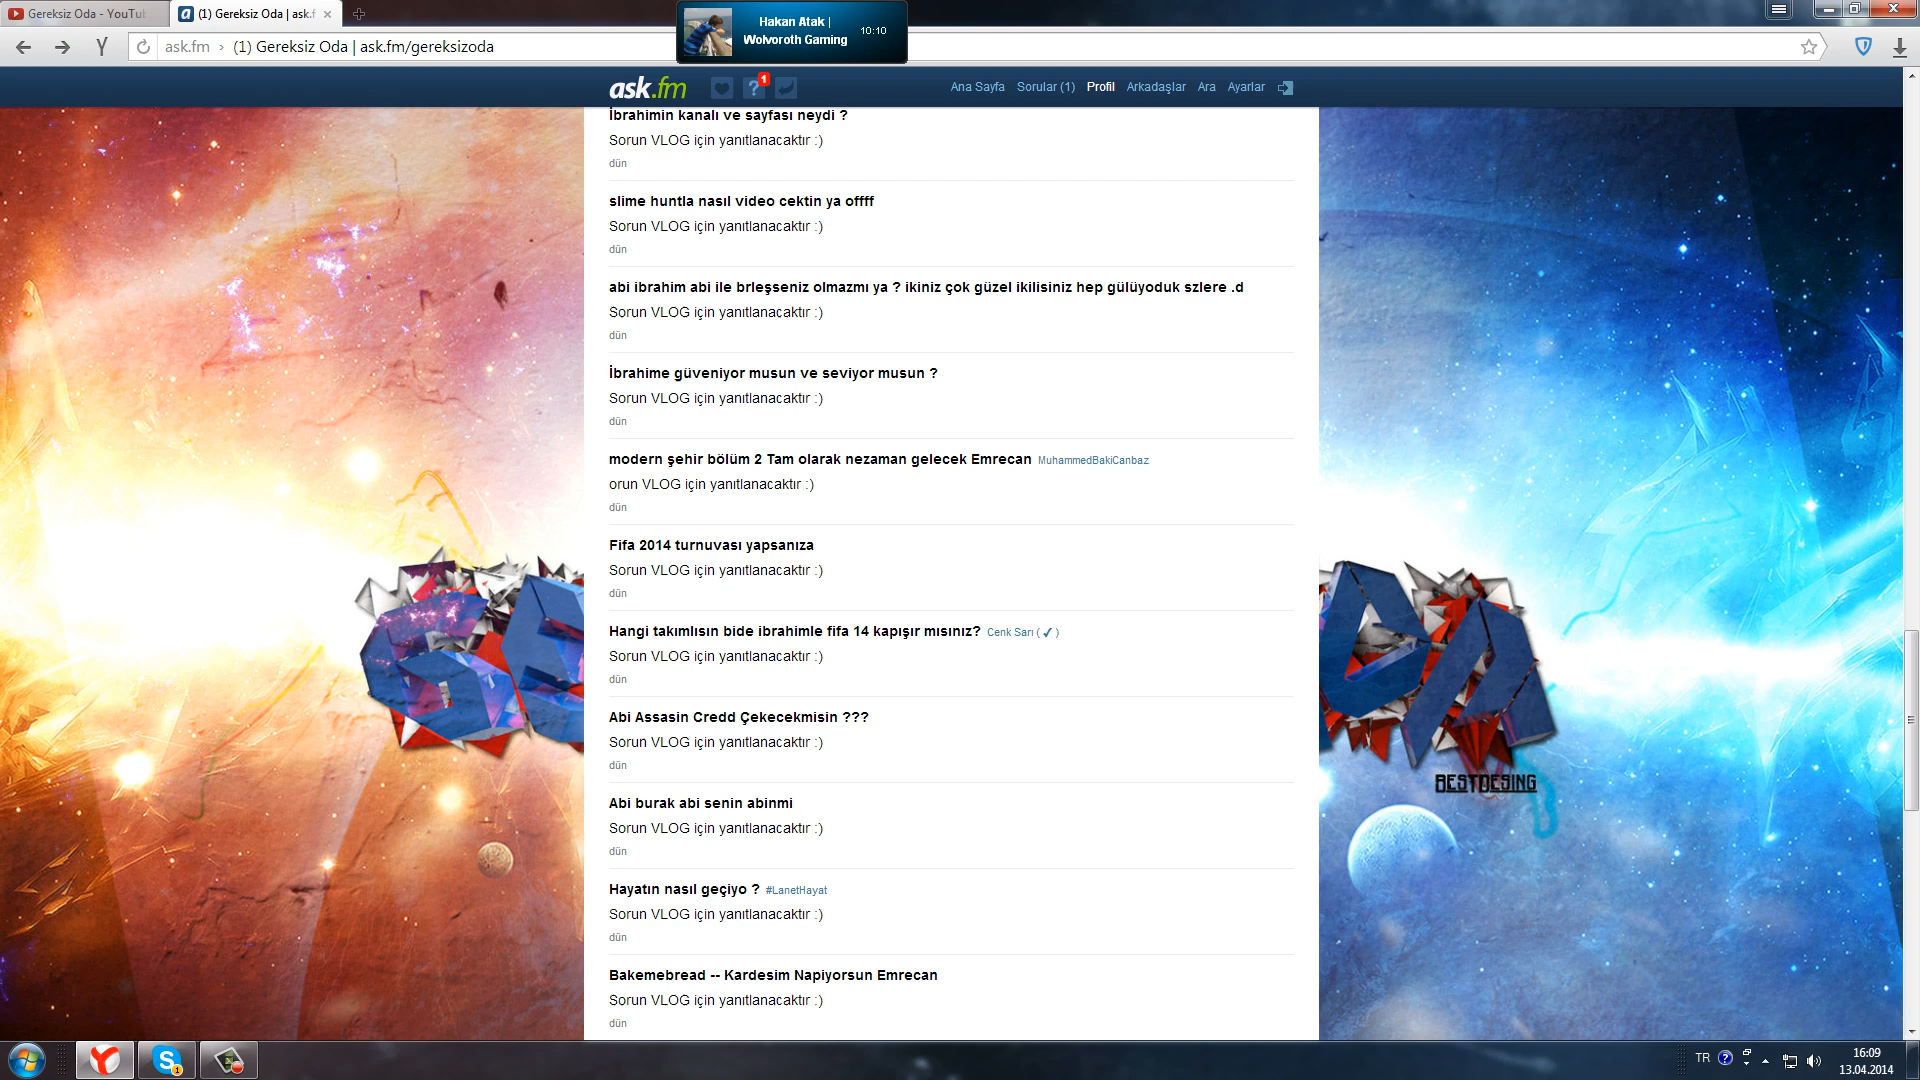 Gereksiz Oda - YouTu
(1) Gereksiz Oda | ask.f
Hakan Atak |
Wolvoroth Gaming
10:10
ask.fm › (1) Gereksiz Oda | ask.fm/gereksizoda
ask.fm
1
Ana Sayfa Sorular (1) Profil Arkadaşlar Ara Ayarlar
İbrahimin kanalı ve sayfası neydi ?
Sorun VLOG için yanıtlanacaktır :)
dün
slime huntla nasıl video cektin ya offff
Sorun VLOG için yanıtlanacaktır :)
dün
abi ibrahim abi ile brleşseniz olmazmı ya ? ikiniz çok güzel ikilisiniz hep gülüyoduk szlere .d
Sorun VLOG için yanıtlanacaktır :)
dün
İbrahime güveniyor musun ve seviyor musun ?
Sorun VLOG için yanıtlanacaktır :)
dün
modern şehir bölüm 2 Tam olarak nezaman gelecek Emrecan MuhammedBakiCanbaz
orun VLOG için yanıtlanacaktır :)
dün
Fifa 2014 turnuvası yapsanıza
Sorun VLOG için yanıtlanacaktır :)
dün
Hangi takımlısın bide ibrahimle fifa 14 kapışır mısınız? Cenk Sarı ( ✔ )
Sorun VLOG için yanıtlanacaktır :)
dün
Abi Assasin Credd Çekecekmisin ???
Sorun VLOG için yanıtlanacaktır :)
dün
Abi burak abi senin abinmi
Sorun VLOG için yanıtlanacaktır :)
dün
Hayatın nasıl geçiyo ? #LanetHayat
Sorun VLOG için yanıtlanacaktır :)
dün
Bakemebread -- Kardesim Napiyorsun Emrecan
Sorun VLOG için yanıtlanacaktır :)
dün
BESTDESING
TR
16:09
13.04.2014